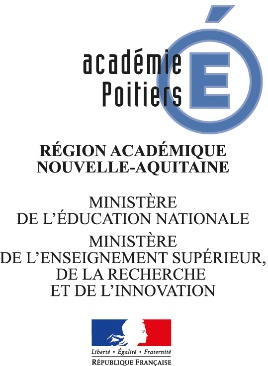 académie
Poitiers
É
RÉGION ACADÉMIQUE
NOUVELLE-AQUITAINE
MINISTÈRE
DE L'ÉDUCATION NATIONALE
MINISTÈRE
DE L'ENSEIGNEMENT SUPÉRIEUR,
DE LA RECHERCHE
ET DE L'INNOVATION
Liberté • Égalité • Fraternité
RÉPUBLIQUE FRANÇAISE